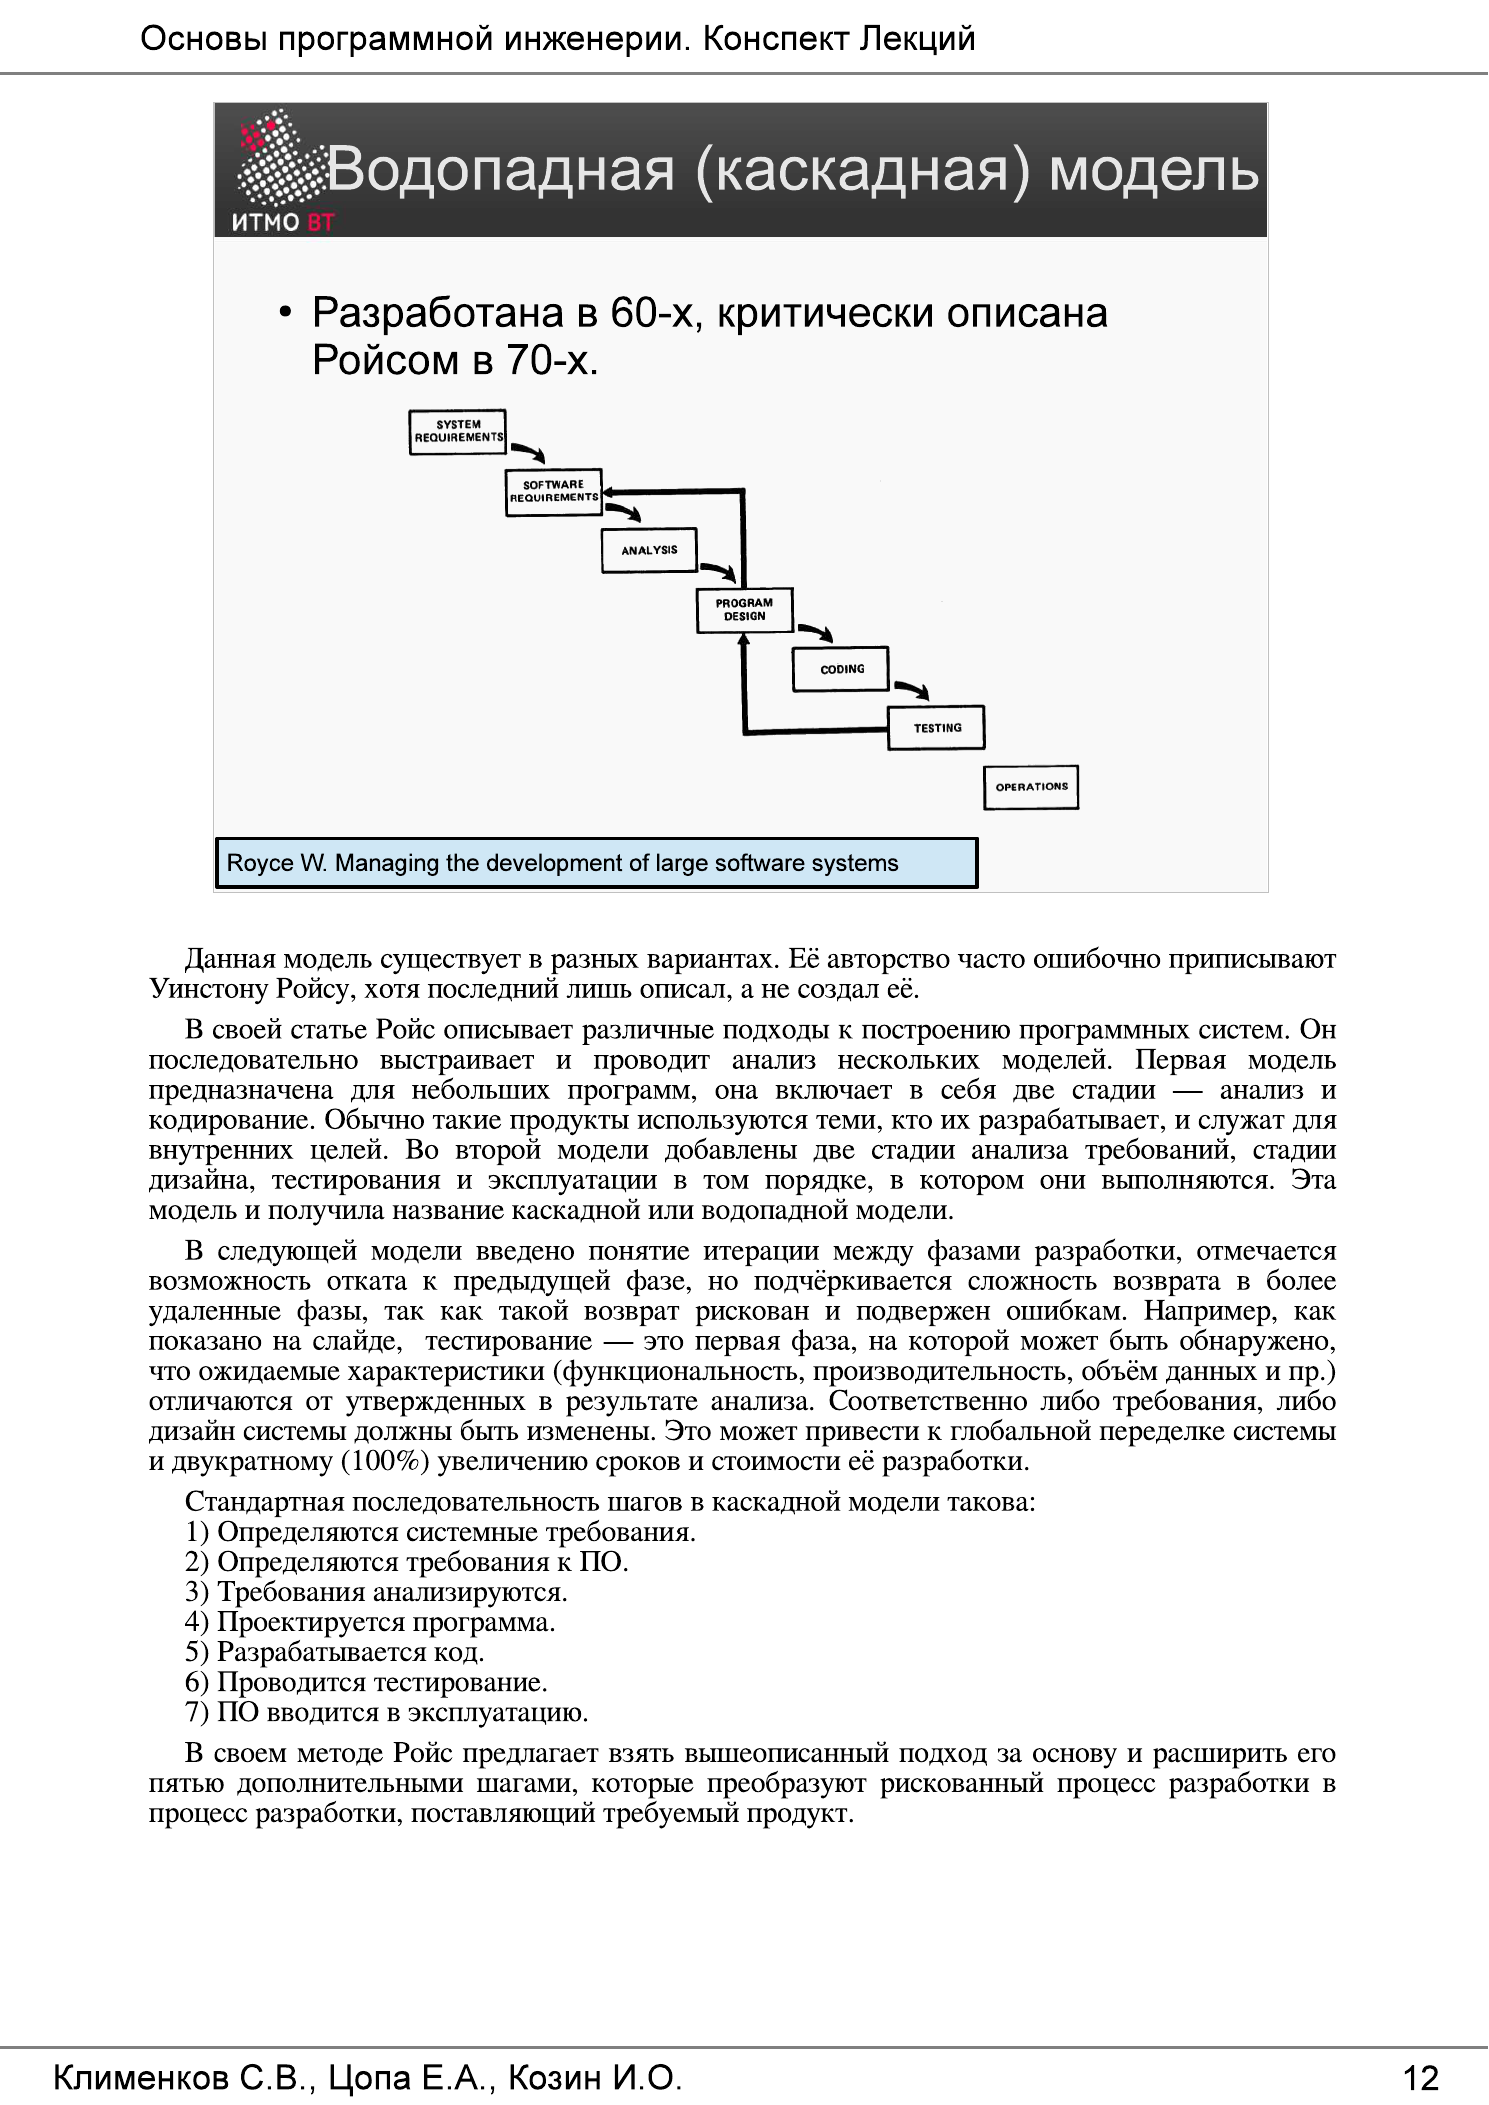 Основы программной инженерии. Конспект Лекций
Водопадная (каскадная) модель
ИТМО ВТ
• Разработана в 60-х, критически описана
Ройсом в 70-х.
SYSTEM
REQUIREMENTS
SOFTWARE
REQUIREMENTS
ANALYSIS
PROGRAM
DESIGN
CODING
TESTING
OPERATIONS
Royce W. Managing the development of large software systems
Данная модель существует в разных вариантах. Её авторство часто ошибочно приписывают
Уинстону Ройсу, хотя последний лишь описал, а не создал её.
В своей статье Ройс описывает различные подходы к построению программных систем. Он
последовательно выстраивает и проводит анализ нескольких моделей. Первая модель
предназначена для небольших программ, она включает в себя две стадии — анализ и
кодирование. Обычно такие продукты используются теми, кто их разрабатывает, и служат для
внутренних целей. Во второй модели добавлены две стадии анализа требований, стадии
дизайна, тестирования и эксплуатации в том порядке, в котором они выполняются. Эта
модель и получила название каскадной или водопадной модели.
В следующей модели введено понятие итерации между фазами разработки, отмечается
возможность отката к предыдущей фазе, но подчёркивается сложность возврата в более
удаленные фазы, так как такой возврат рискован и подвержен ошибкам. Например, как
показано на слайде, тестирование — это первая фаза, на которой может быть обнаружено,
что ожидаемые характеристики (функциональность, производительность, объём данных и пр.)
отличаются от утвержденных в результате анализа. Соответственно либо требования, либо
дизайн системы должны быть изменены. Это может привести к глобальной переделке системы
и двукратному (100%) увеличению сроков и стоимости её разработки.
Стандартная последовательность шагов в каскадной модели такова:
1) Определяются системные требования.
2) Определяются требования к ПО.
3) Требования анализируются.
4) Проектируется программа.
5) Разрабатывается код.
6) Проводится тестирование.
7) ПО вводится в эксплуатацию.
В своем методе Ройс предлагает взять вышеописанный подход за основу и расширить его
пятью дополнительными шагами, которые преобразуют рискованный процесс разработки в
процесс разработки, поставляющий требуемый продукт.
Клименков С.В., Цопа Е.А., Козин И.О.
12